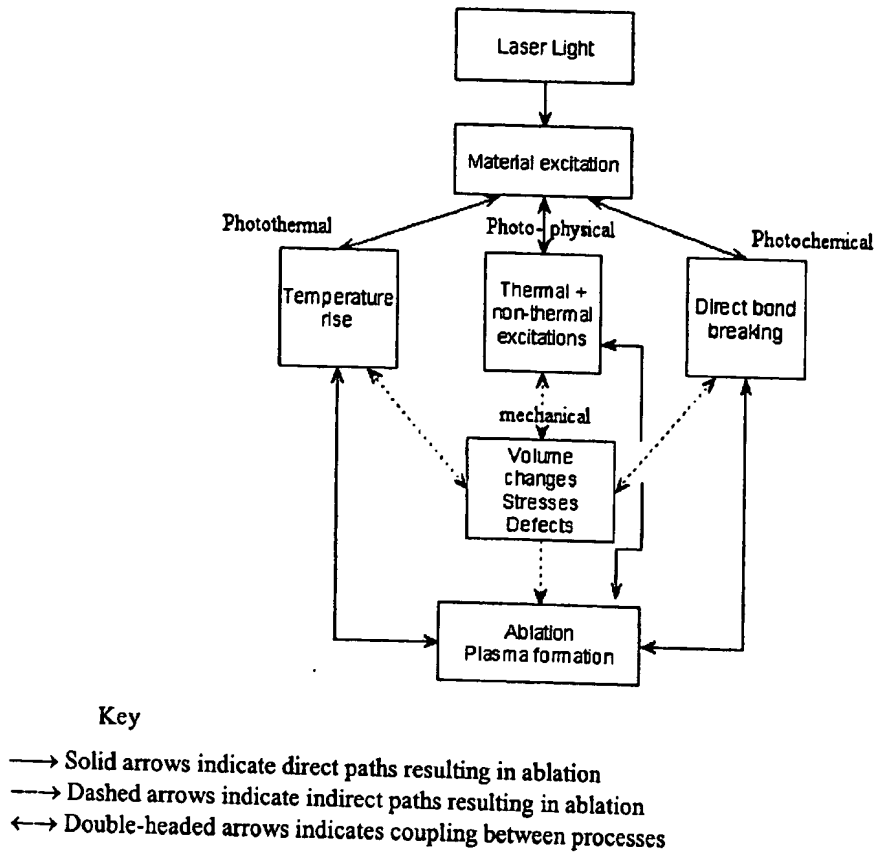 Laser Light
Material excitation
Photothermal
Photo-physical
Photochemical
Temperature
rise
Thermal +
non-thermal
excitations
Direct bond
breaking
mechanical
Volume
changes
Stresses
Defects
Ablation
Plasma formation
Key
Solid arrows indicate direct paths resulting in ablation
Dashed arrows indicate indirect paths resulting in ablation
Double-headed arrows indicates coupling between processes